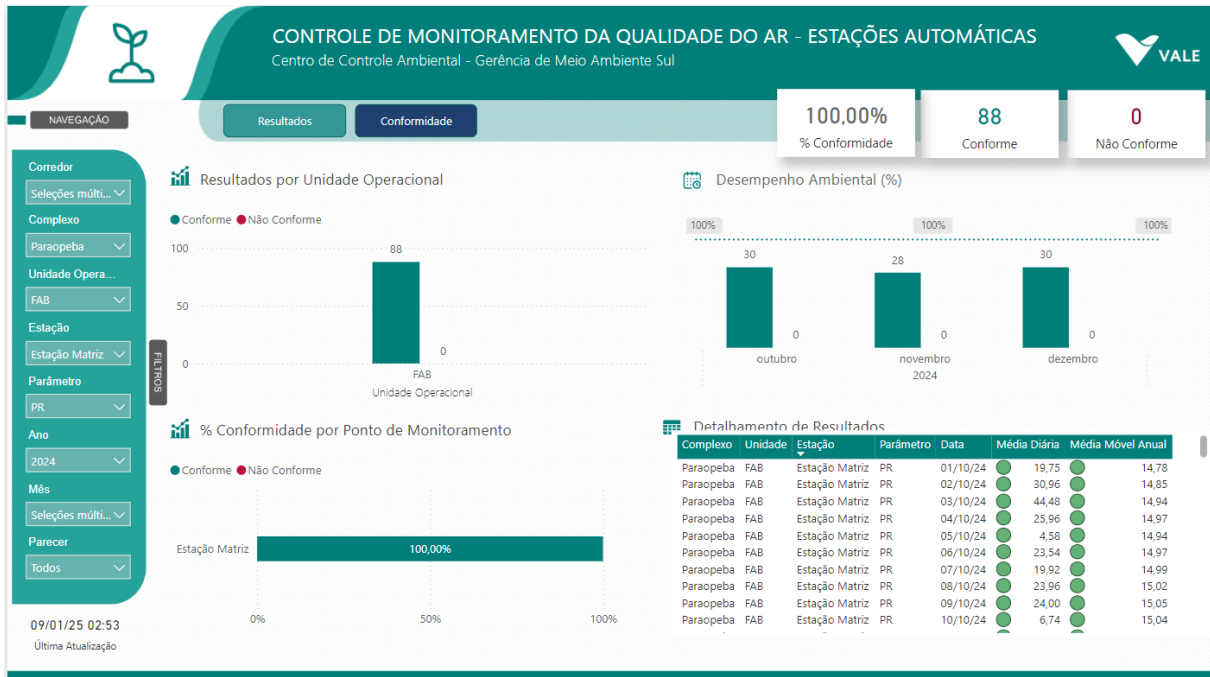 CONTROLE DE MONITORAMENTO DA QUALIDADE DO AR - ESTAÇÕES AUTOMÁTICAS
Centro de Controle Ambiental - Gerência de Meio Ambiente Sul
VALE
NAVEGAÇÃO
Resultados
Conformidade
100,00%
% Conformidade
88
Conforme
0
Não Conforme
Corredor
Seleções múlti...
Complexo
Paraopeba
Unidade Opera...
FAB
Estação
Estação Matriz
Parâmetro
PR
Ano
2024
Mês
Seleções múlti...
Parecer
Todos
09/01/25 02:53
Última Atualização
FILTROS
Resultados por Unidade Operacional
Conforme Não Conforme
100
50
0
88
0
FAB
Unidade Operacional
Desempenho Ambiental (%)
100% 100% 100%
30 28 30
0 0 0
outubro novembro dezembro
2024
% Conformidade por Ponto de Monitoramento
Conforme Não Conforme
Estação Matriz 100,00%
0% 50% 100%
Detalhamento de Resultados
Complexo Unidade Estação Parâmetro Data Média Diária Média Móvel Anual
Paraopeba FAB Estação Matriz PR 01/10/24 19,75 14,78
Paraopeba FAB Estação Matriz PR 02/10/24 30,96 14,85
Paraopeba FAB Estação Matriz PR 03/10/24 44,48 14,94
Paraopeba FAB Estação Matriz PR 04/10/24 25,96 14,97
Paraopeba FAB Estação Matriz PR 05/10/24 4,58 14,94
Paraopeba FAB Estação Matriz PR 06/10/24 23,54 14,97
Paraopeba FAB Estação Matriz PR 07/10/24 19,92 14,99
Paraopeba FAB Estação Matriz PR 08/10/24 23,96 15,02
Paraopeba FAB Estação Matriz PR 09/10/24 24,00 15,05
Paraopeba FAB Estação Matriz PR 10/10/24 6,74 15,04